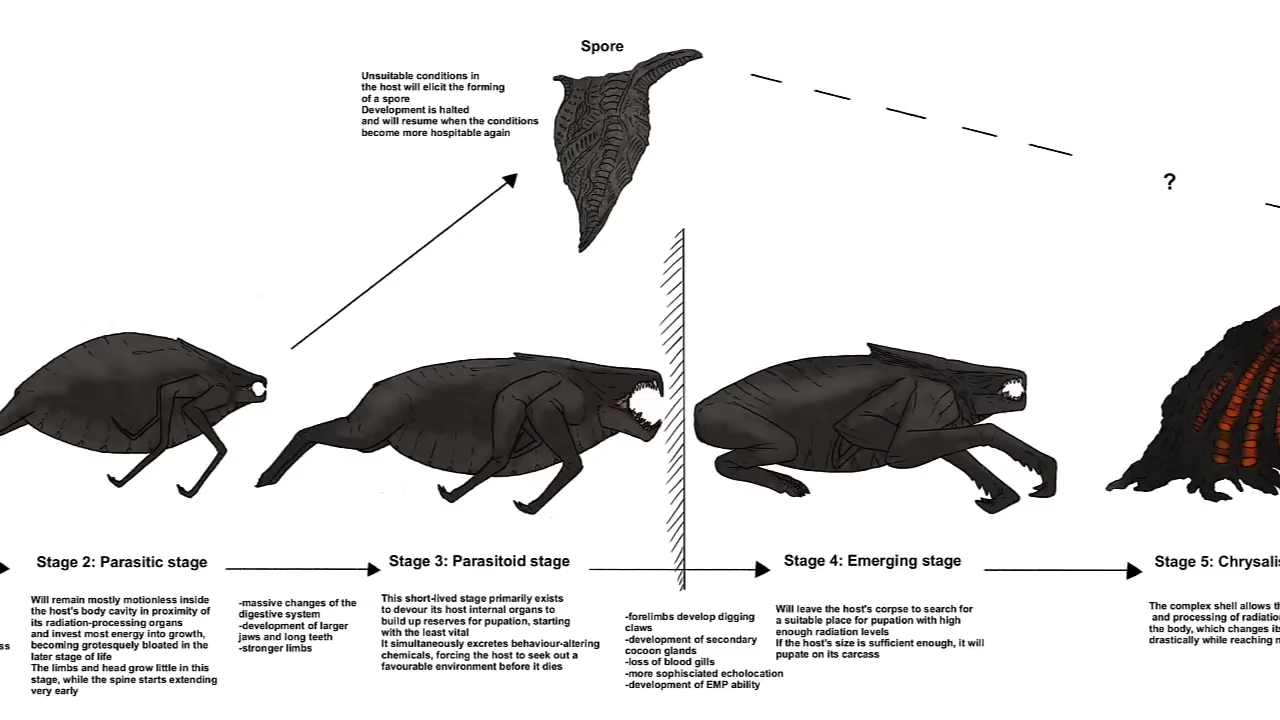 Spore
Unsuitable conditions in
the host will elicit the forming
of a spore
Development is halted
and will resume when the conditions
become more hospitable again
?
Stage 2: Parasitic stage
Will remain mostly motionless inside
the host's body cavity in proximity of
its radiation-processing organs
and invest most energy into growth,
becoming grotesquely bloated in the
later stage of life
The limbs and head grow little in this
stage, while the spine starts extending
very early
-massive changes of the
digestive system
-development of larger
jaws and long teeth
-stronger limbs
Stage 3: Parasitoid stage
This short-lived stage primarily exists
to devour its host internal organs to
build up reserves for pupation, starting
with the least vital
It simultaneously excretes behaviour-altering
chemicals, forcing the host to seek out a
favourable environment before it dies
-forelimbs develop digging
claws
-development of secondary
cocoon glands
-loss of blood gills
-more sophisciated echolocation
-development of EMP ability
Stage 4: Emerging stage
Will leave the host's corpse to search for
a suitable place for pupation with high
enough radiation levels
If the host's size is sufficient enough, it will
pupate on its carcass
Stage 5: Chrysalis
The complex shell allows
and processing of
the body, which changes
drastically while reaching